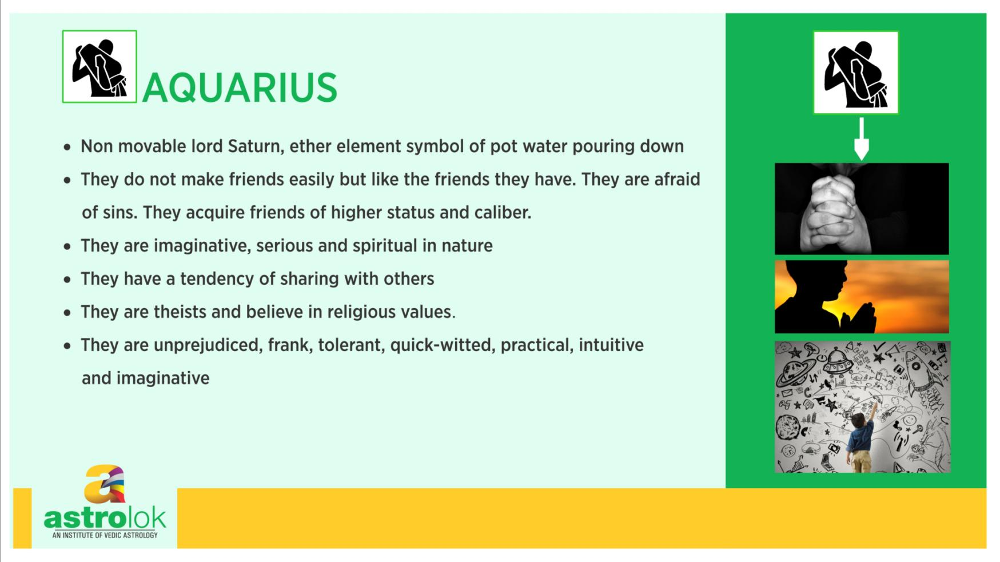 AQUARIUS
• Non movable lord Saturn, ether element symbol of pot water pouring down
• They do not make friends easily but like the friends they have. They are afraid
of sins. They acquire friends of higher status and caliber.
• They are imaginative, serious and spiritual in nature
• They have a tendency of sharing with others
• They are theists and believe in religious values.
• They are unprejudiced, frank, tolerant, quick-witted, practical, intuitive
and imaginative
a
astrolok
AN INSTITUTE OF VEDIC ASTROLOGY